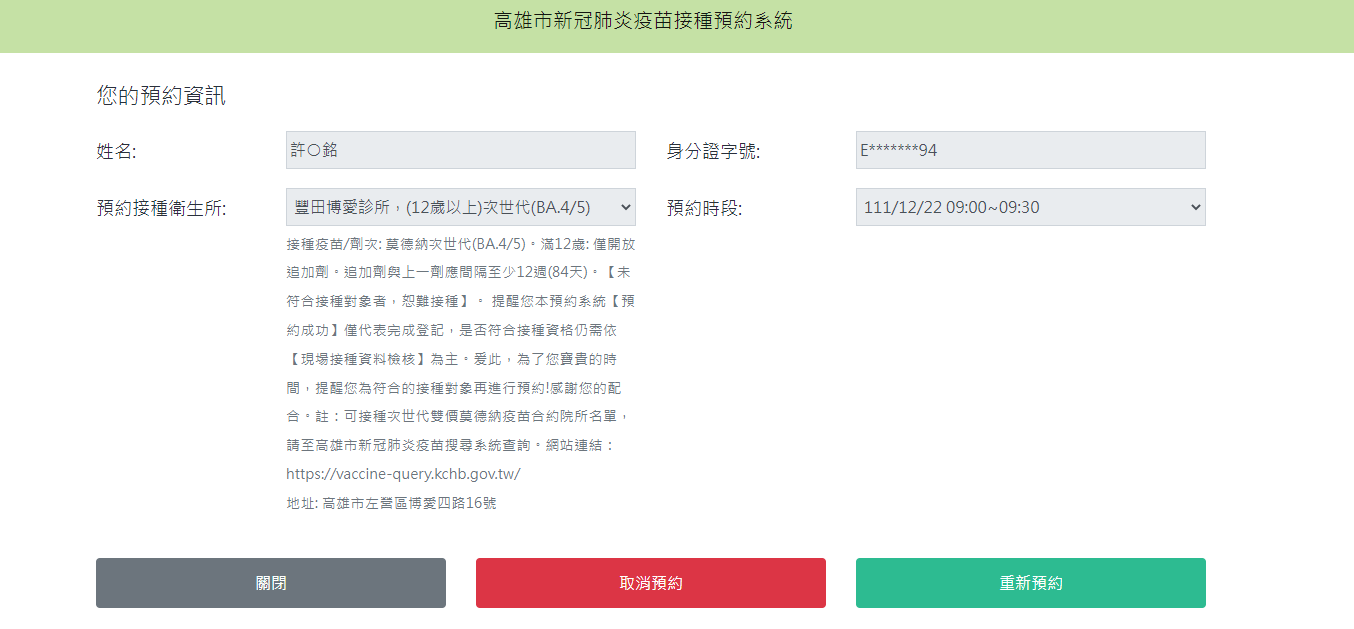 高雄市新冠肺炎疫苗接種預約系統
您的預約資訊
姓名: 許〇銘 身分證字號: E*******94
預約接種衛生所: 豐田博愛診所，(12歲以上)次世代(BA.4/5) 預約時段: 111/12/22 09:00~09:30
接種疫苗/劑次: 莫德納次世代(BA.4/5)。滿12歲: 僅開放
追加劑。追加劑與上一劑應間隔至少12週(84天)。【未
符合接種對象者，恕難接種】。 提醒您本預約系統【預
約成功】僅代表完成登記，是否符合接種資格仍需依
【現場接種資料檢核】為主。爰此，為了您寶貴的時
間，提醒您為符合的接種對象再進行預約!感謝您的配
合。註：可接種次世代雙價莫德納疫苗合約院所名單，
請至高雄市新冠肺炎疫苗搜尋系統查詢。網站連結：
https://vaccine-query.kchb.gov.tw/
地址: 高雄市左營區博愛四路16號
關閉 取消預約 重新預約